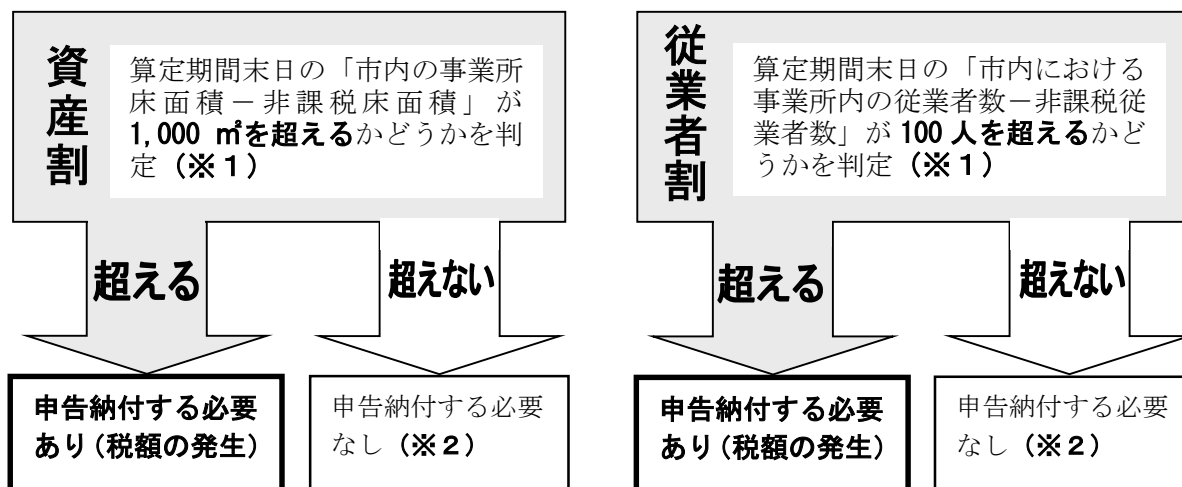 資産割
算定期間末日の「市内の事業所
床面積－非課税床面積」が
1,000 ㎡を超えるかどうかを判
定（※１）
超える
超えない
申告納付する必要
あり(税額の発生)
申告納付する必要
なし（※２）
従業者割
算定期間末日の「市内における
事業所内の従業者数－非課税従
業者数」が 100 人を超えるかど
うかを判定（※１）
超える
超えない
申告納付する必要
あり(税額の発生)
申告納付する必要
なし（※２）